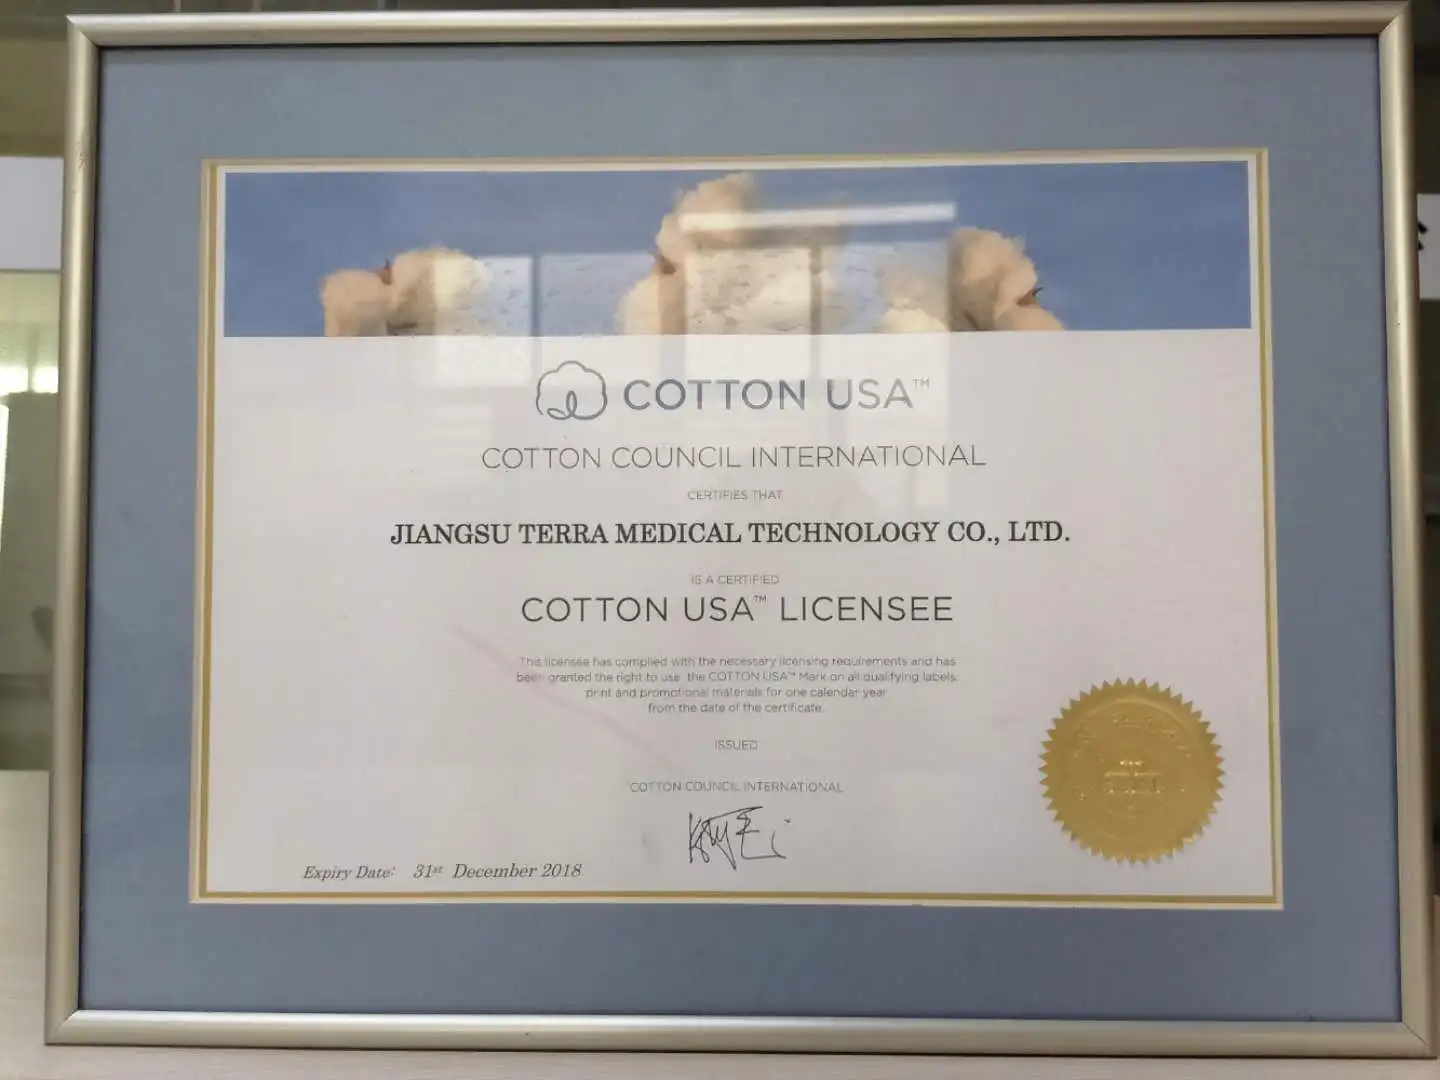 COTTON USA™
COTTON COUNCIL INTERNATIONAL
CERTIFIES THAT
JIANGSU TERRA MEDICAL TECHNOLOGY CO., LTD.
IS A CERTIFIED
COTTON USA™ LICENSEE
This licensee has complied with the necessary licensing requirements and has
been granted the right to use the COTTON USA™ Mark on all qualifying labels,
print and promotional materials for one calendar year
from the date of the certificate.
ISSUED
COTTON COUNCIL INTERNATIONAL
Expiry Date: 31st December 2018